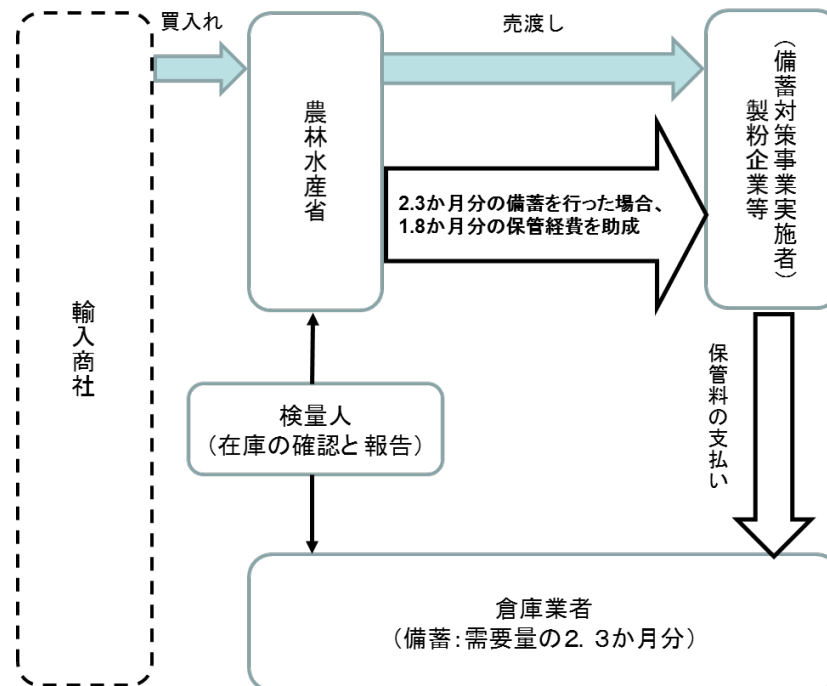 買入れ
売渡し
農林水産省
(備蓄対策事業実施者)
製粉企業等
2.3か月分の備蓄を行った場合、
1.8か月分の保管経費を助成
輸入商社
検量人
(在庫の確認と報告)
保管料の支払い
倉庫業者
(備蓄:需要量の2．3か月分)